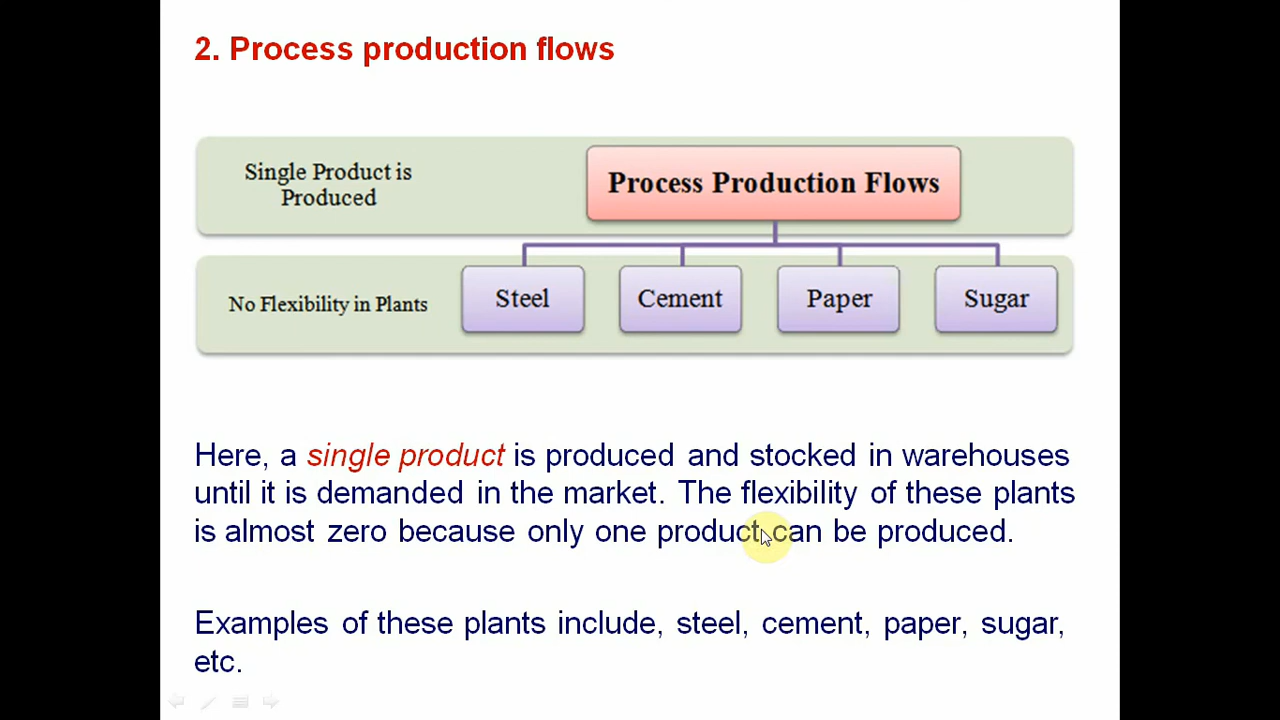 2. Process production flows
Single Product is
Produced
Process Production Flows
No Flexibility in Plants
Steel
Cement
Paper
Sugar
Here, a single product is produced and stocked in warehouses
until it is demanded in the market. The flexibility of these plants
is almost zero because only one product can be produced.
Examples of these plants include, steel, cement, paper, sugar,
etc.